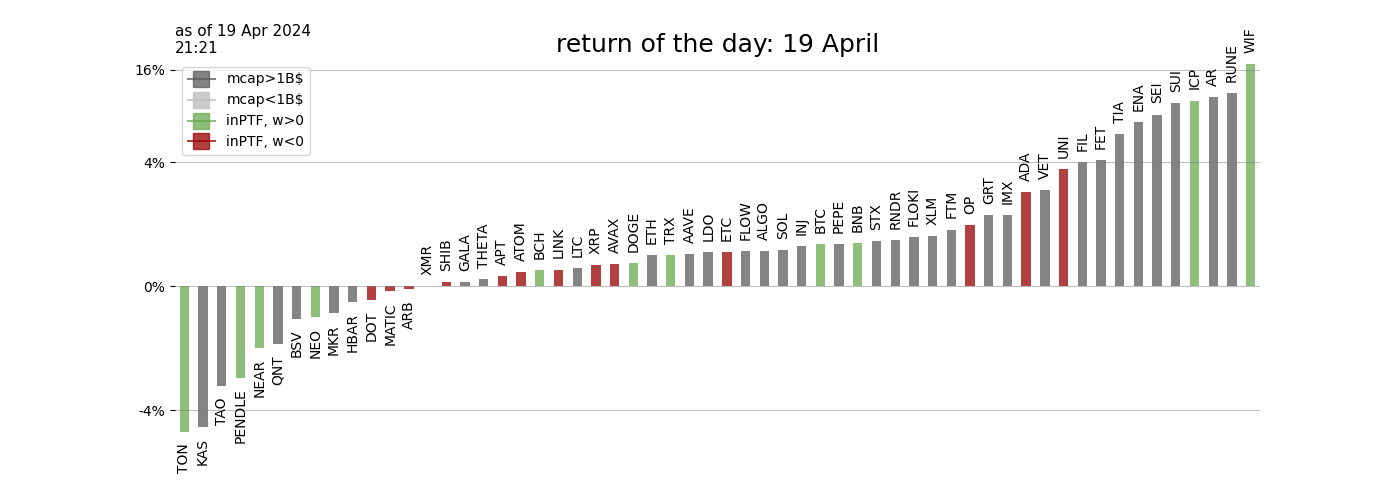 as of 19 Apr 2024
21:21
return of the day: 19 April
mcap>1B$
mcap<1B$
inPTF, w>0
inPTF, w<0
16%
4%
0%
-4%
TON
KAS
TAO
PENDLE
NEAR
QNT
BSV
NEO
MKR
HBAR
DOT
MATIC
ARB
XMR
SHIB
GALA
THETA
APT
ATOM
BCH
LINK
LTC
XRP
AVAX
DOGE
ETH
TRX
AAVE
LDO
ETC
FLOW
ALGO
SOL
INJ
BTC
PEPE
BNB
STX
RNDR
FLOKI
XLM
FTM
OP
GRT
IMX
ADA
VET
UNI
FIL
FET
TIA
ENA
SEI
SUI
ICP
AR
RUNE
WIF